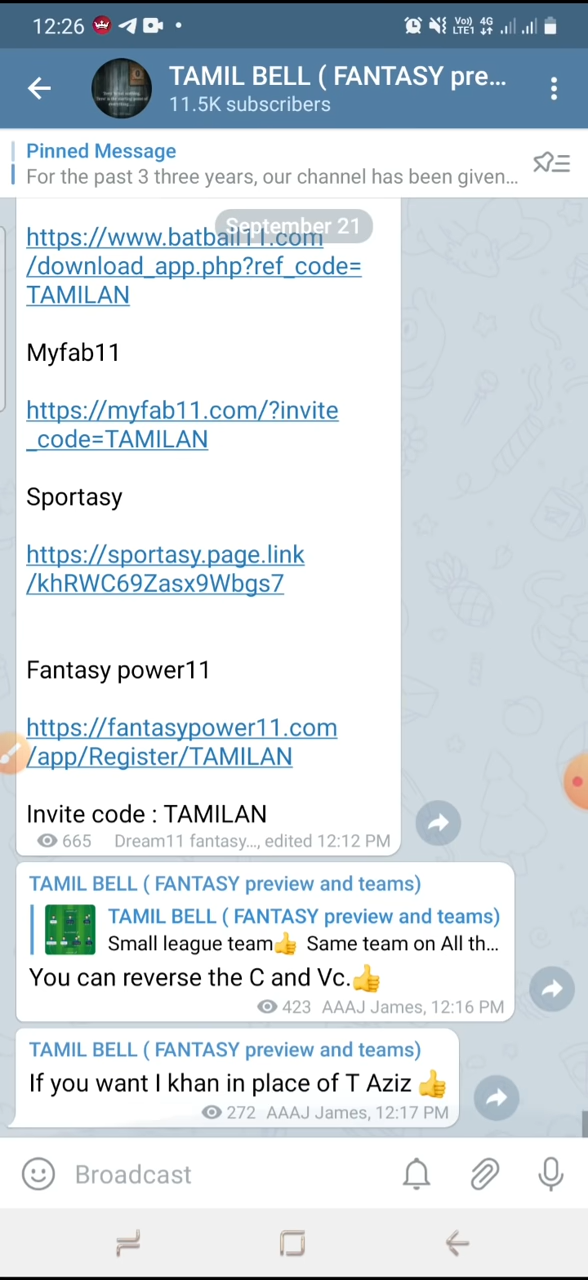 12:26
Vo)) 4G
LTE1
TAMIL BELL ( FANTASY pre...
11.5K subscribers
Pinned Message
For the past 3 three years, our channel has been given...
September 21
https://www.batball11.com
/download_app.php?ref_code=
TAMILAN
Myfab11
https://myfab11.com/?invite
_code=TAMILAN
Sportasy
https://sportasy.page.link
/khRWC69Zasx9Wbgs7
Fantasy power11
https://fantasypower11.com
/app/Register/TAMILAN
Invite code : TAMILAN
665 Dream11 fantasy..., edited 12:12 PM
TAMIL BELL ( FANTASY preview and teams)
TAMIL BELL ( FANTASY preview and teams)
Small league team👍 Same team on All th...
You can reverse the C and Vc.👍
423 AAAJ James, 12:16 PM
TAMIL BELL ( FANTASY preview and teams)
If you want I khan in place of T Aziz 👍
272 AAAJ James, 12:17 PM
Broadcast